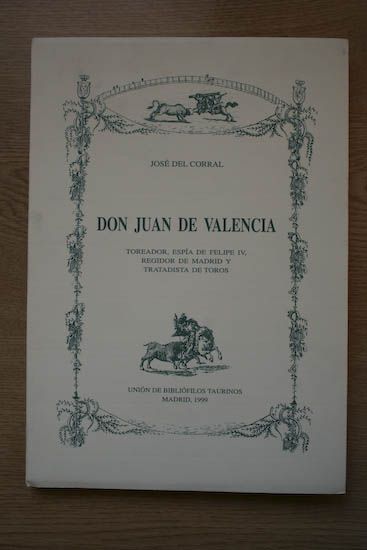 JOSÉ DEL CORRAL
DON JUAN DE VALENCIA
TOREADOR, ESPÍA DE FELIPE IV,
REGIDOR DE MADRID Y
TRATADISTA DE TOROS
UNIÓN DE BIBLIÓFILOS TAURINOS
MADRID, 1999